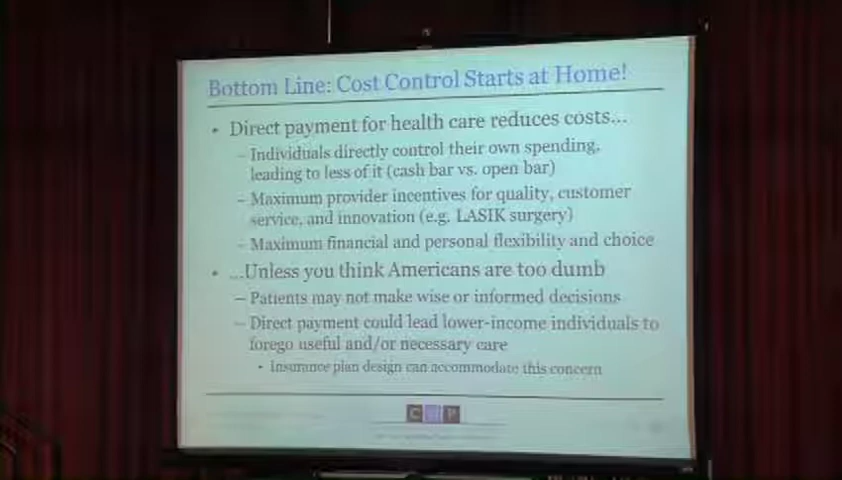 Bottom Line: Cost Control Starts at Home!
• Direct payment for health care reduces costs…
– Individuals directly control their own spending,
leading to less of it (cash bar vs. open bar)
– Maximum provider incentives for quality, customer
service, and innovation (e.g. LASIK surgery)
– Maximum financial and personal flexibility and choice
• …Unless you think Americans are too dumb
– Patients may not make wise or informed decisions
– Direct payment could lead lower-income individuals to
forego useful and/or necessary care
• Insurance plan design can accommodate this concern
C P